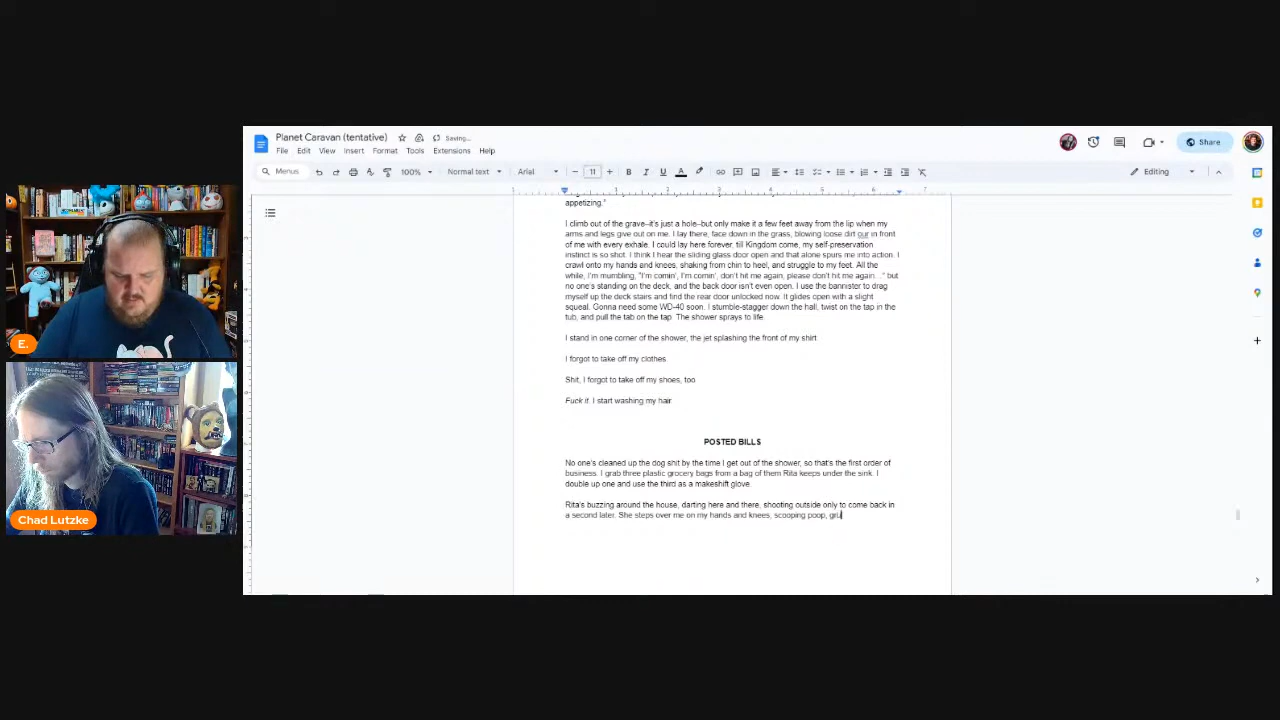 Planet Caravan (tentative)
Saving...
File Edit View Insert Format Tools Extensions Help
Share
Menus
100%
Normal text
Arial
11
Editing
appetizing."
I climb out of the grave–it's just a hole–but only make it a few feet away from the lip when my
arms and legs give out on me. I lay there, face down in the grass, blowing loose dirt our in front
of me with every exhale. I could lay here forever, till Kingdom come, my self-preservation
instinct is so shot. I think I hear the sliding glass door open and that alone spurs me into action. I
crawl onto my hands and knees, shaking from chin to heel, and struggle to my feet. All the
while, I'm mumbling, "I'm comin', I'm comin', don't hit me again, please don't hit me again..." but
no one's standing on the deck, and the back door isn't even open. I use the bannister to drag
myself up the deck stairs and find the rear door unlocked now. It glides open with a slight
squeal. Gonna need some WD-40 soon. I stumble-stagger down the hall, twist on the tap in the
tub, and pull the tab on the tap. The shower sprays to life.
I stand in one corner of the shower, the jet splashing the front of my shirt
I forgot to take off my clothes.
Shit, I forgot to take off my shoes, too
Fuck it. I start washing my hair.
POSTED BILLS
No one's cleaned up the dog shit by the time I get out of the shower, so that's the first order of
business. I grab three plastic grocery bags from a bag of them Rita keeps under the sink. I
double up one and use the third as a makeshift glove.
Rita's buzzing around the house, darting here and there, shooting outside only to come back in
a second later. She steps over me on my hands and knees, scooping poop, gru
E.
Chad Lutzke